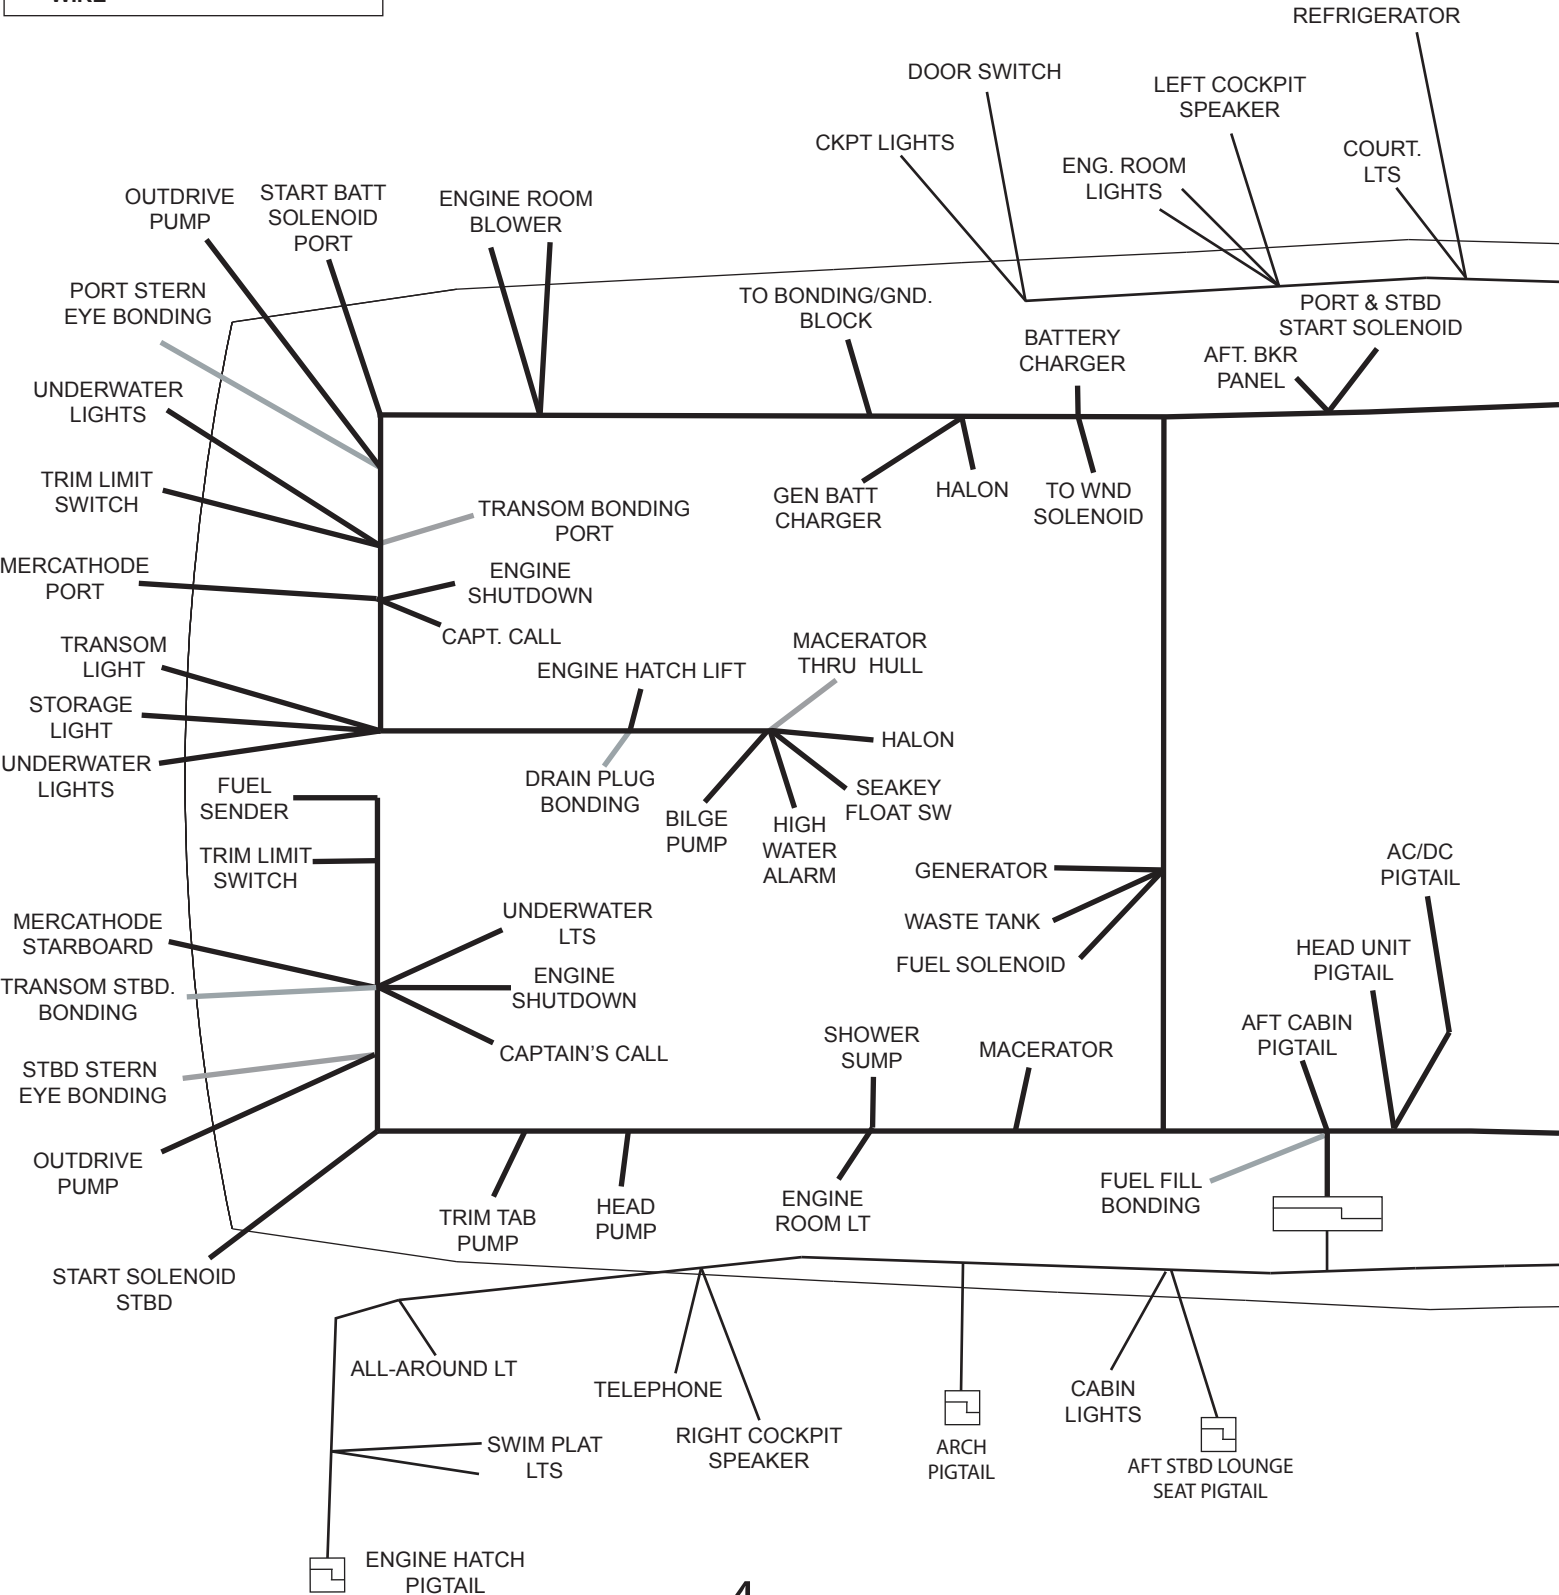 WIRE
REFRIGERATOR
DOOR SWITCH
LEFT COCKPIT
SPEAKER
CKPT LIGHTS
ENG. ROOM
LIGHTS
COURT.
LTS
OUTDRIVE
PUMP
START BATT
SOLENOID
PORT
ENGINE ROOM
BLOWER
PORT STERN
EYE BONDING
TO BONDING/GND.
BLOCK
PORT & STBD
START SOLENOID
BATTERY
CHARGER
AFT. BKR
PANEL
UNDERWATER
LIGHTS
TRIM LIMIT
SWITCH
TRANSOM BONDING
PORT
GEN BATT
CHARGER
HALON
TO WND
SOLENOID
MERCATHODE
PORT
ENGINE
SHUTDOWN
CAPT. CALL
TRANSOM
LIGHT
ENGINE HATCH LIFT
MACERATOR
THRU HULL
STORAGE
LIGHT
HALON
UNDERWATER
LIGHTS
FUEL
SENDER
DRAIN PLUG
BONDING
BILGE
PUMP
HIGH
WATER
ALARM
SEAKEY
FLOAT SW
TRIM LIMIT
SWITCH
GENERATOR
WASTE TANK
FUEL SOLENOID
AC/DC
PIGTAIL
MERCATHODE
STARBOARD
UNDERWATER
LTS
HEAD UNIT
PIGTAIL
TRANSOM STBD.
BONDING
ENGINE
SHUTDOWN
CAPTAIN'S CALL
SHOWER
SUMP
MACERATOR
AFT CABIN
PIGTAIL
STBD STERN
EYE BONDING
OUTDRIVE
PUMP
TRIM TAB
PUMP
HEAD
PUMP
ENGINE
ROOM LT
FUEL FILL
BONDING
START SOLENOID
STBD
ALL-AROUND LT
TELEPHONE
RIGHT COCKPIT
SPEAKER
ARCH
PIGTAIL
CABIN
LIGHTS
AFT STBD LOUNGE
SEAT PIGTAIL
SWIM PLAT
LTS
ENGINE HATCH
PIGTAIL
4